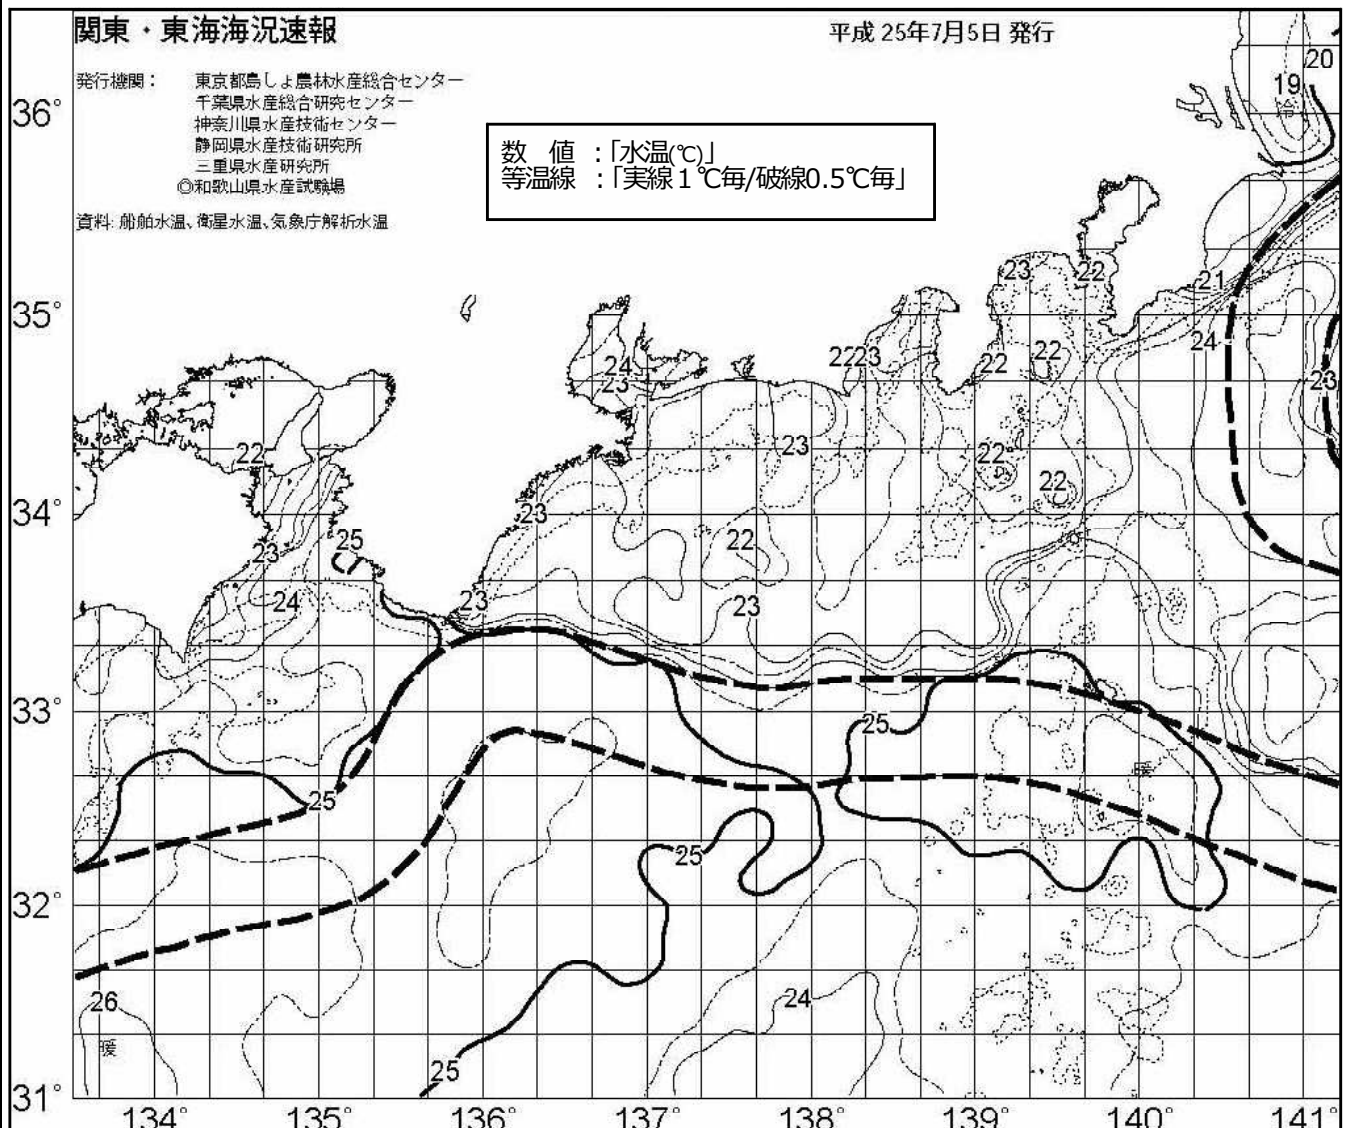 関東・東海海況速報
平成 25年7月5日 発行
発行機関：
東京都島しょ農林水産総合センター
千葉県水産総合研究センター
神奈川県水産技術センター
静岡県水産技術研究所
三重県水産研究所
◎和歌山県水産試験場
資料: 船舶水温、衛星水温、気象庁解析水温
数　値　：「水温(℃)」
等温線　：「実線１℃毎/破線0.5℃毎」
20
19
冷
36°
23
22
21
35°
24
22
23
22
22
24
23
23
23
22
22
22
34°
23
25
22
23
24
23
23
33°
25
暖
25
25
32°
26
24
暖
25
31°
134°
135°
136°
137°
138°
139°
140°
141°